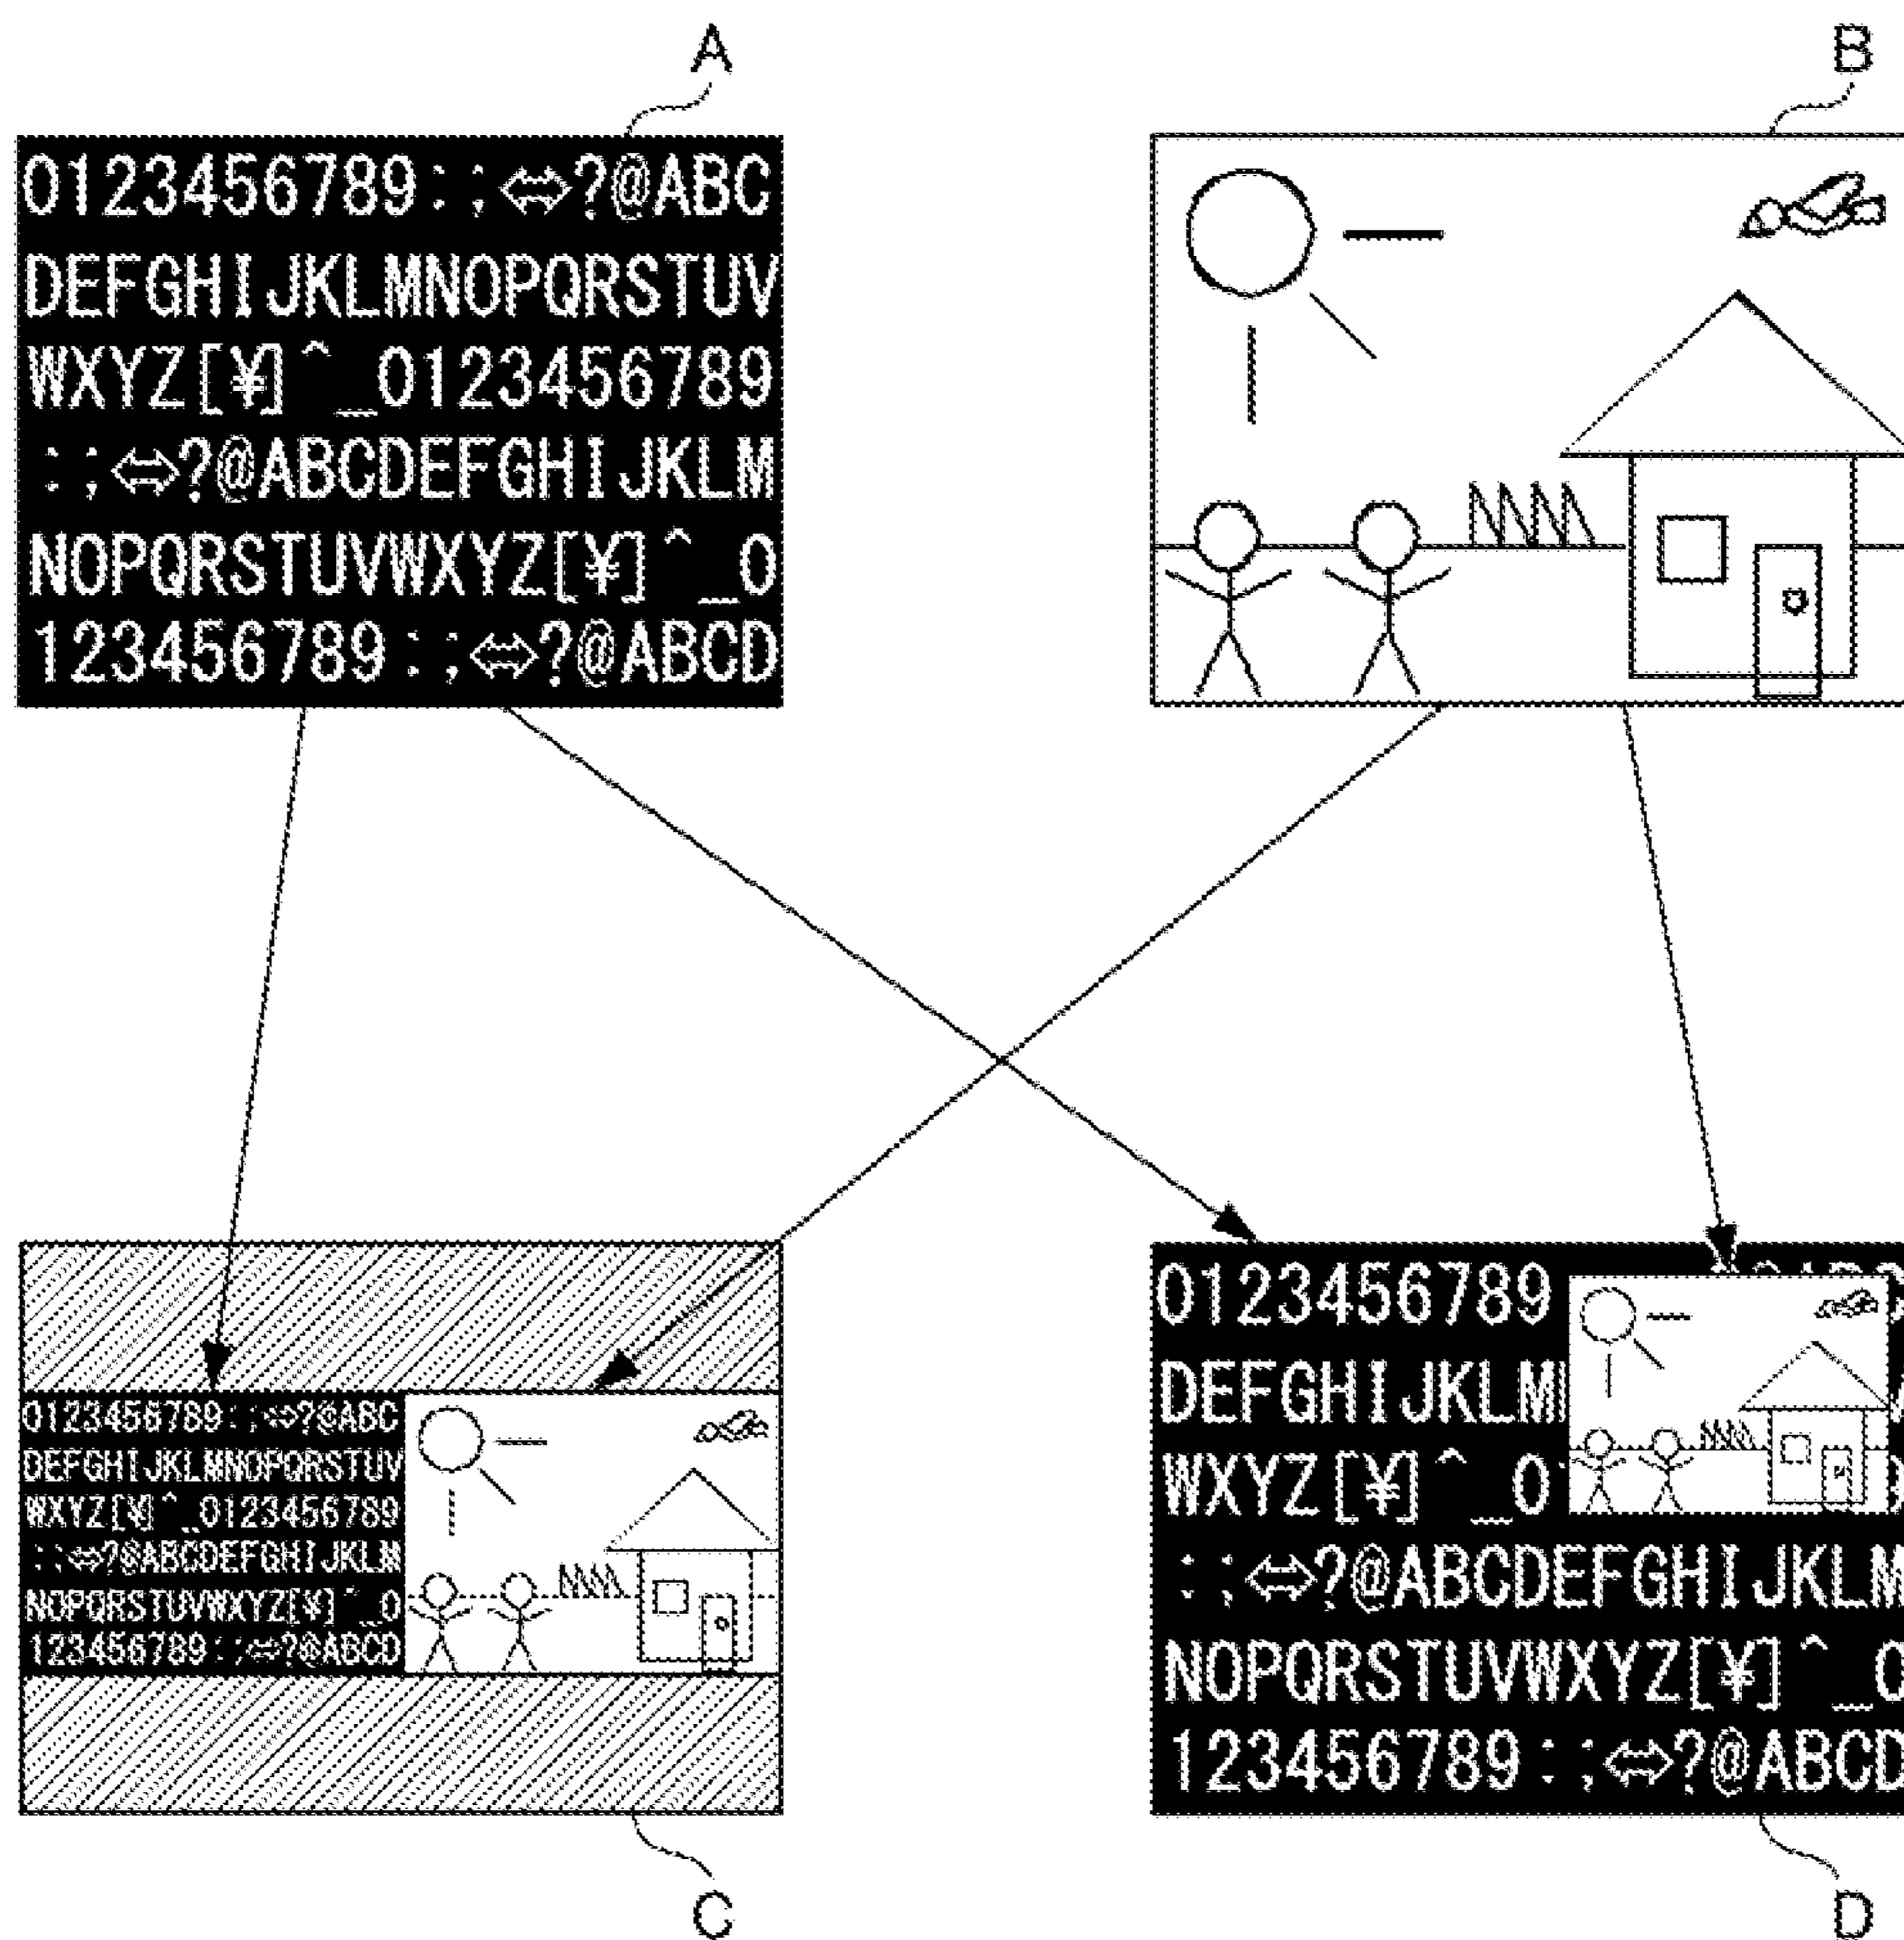 A
B
0123456789:;⇔?@ABC
DEFGHIJKLMNOPQRSTUV
WXYZ[¥]^_0123456789
:;⇔?@ABCDEFGHIJKLM
NOPQRSTUVWXYZ[¥]^_0
123456789:;⇔?@ABCD
0123456789:;⇔?@ABC
DEFGHIJKLMNOPQRSTUV
WXYZ[¥]^_0123456789
:;⇔?@ABCDEFGHIJKLM
NOPQRSTUVWXYZ[¥]^_0
123456789:;⇔?@ABCD
0123456789
DEFGHIJKLM
WXYZ[¥]^_0
:;⇔?@ABCDEFGHIJKLM
NOPQRSTUVWXYZ[¥]^_0
123456789:;⇔?@ABCD
C
D